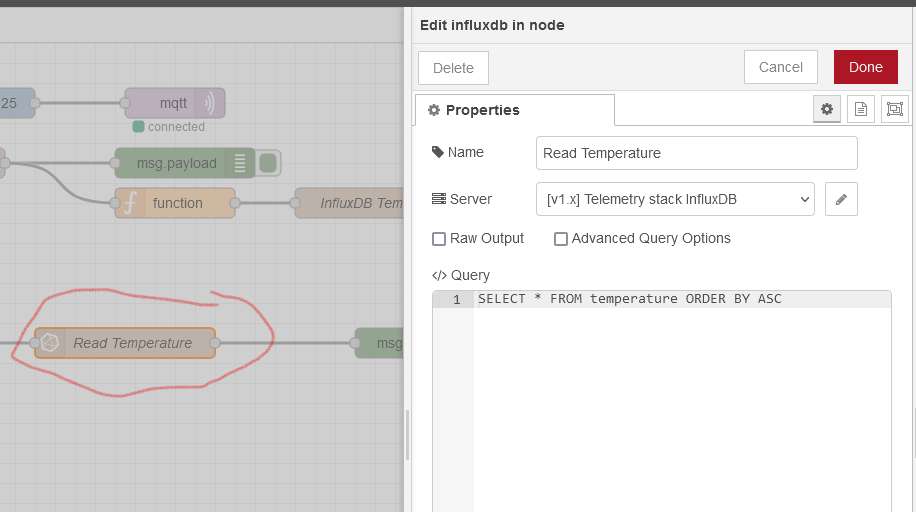 Edit influxdb in node
Delete
Cancel
Done
Properties
Name
Read Temperature
Server
[v1.x] Telemetry stack InfluxDB
Raw Output
Advanced Query Options
</> Query
1 SELECT * FROM temperature ORDER BY ASC
25
mqtt
connected
msg.payload
function
InfluxDB Tem
Read Temperature
msg